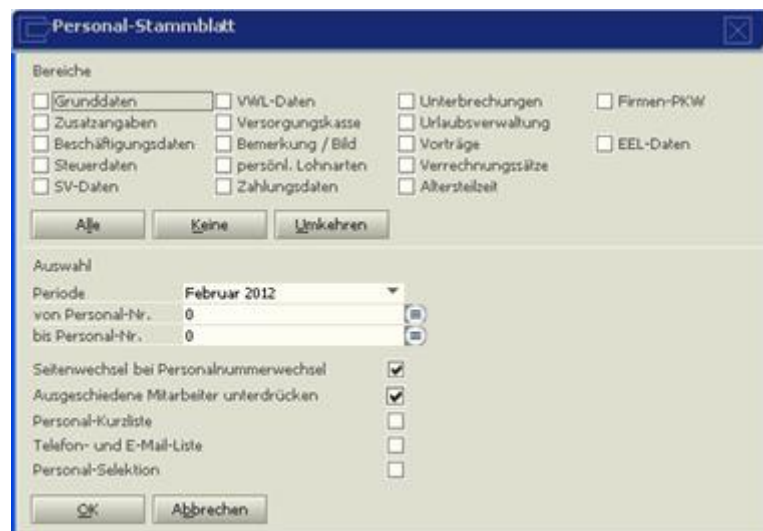 Personal-Stammblatt
Bereiche
Grunddaten VWL-Daten Unterbrechungen Firmen-PKW
Zusatzangaben Versorgungskasse Urlaubsverwaltung
Beschäftigungsdaten Bemerkung / Bild Vorträge EEL-Daten
Steuerdaten persönl. Lohnarten Verrechnungssätze
SV-Daten Zahlungsdaten Altersteilzeit
Alle Keine Umkehren
Auswahl
Periode Februar 2012
von Personal-Nr. 0
bis Personal-Nr. 0
Seitenwechsel bei Personalnummerwechsel
Ausgeschiedene Mitarbeiter unterdrücken
Personal-Kurzliste
Telefon- und E-Mail-Liste
Personal-Selektion
OK Abbrechen